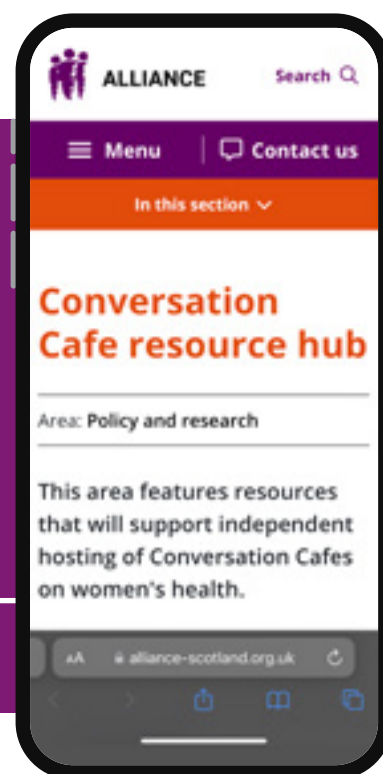 ALLIANCE
Search
Menu
Contact us
In this section
Conversation
Cafe resource hub
Area: Policy and research
This area features resources
that will support independent
hosting of Conversation Cafes
on women's health.
AA
alliance-scotland.org.uk